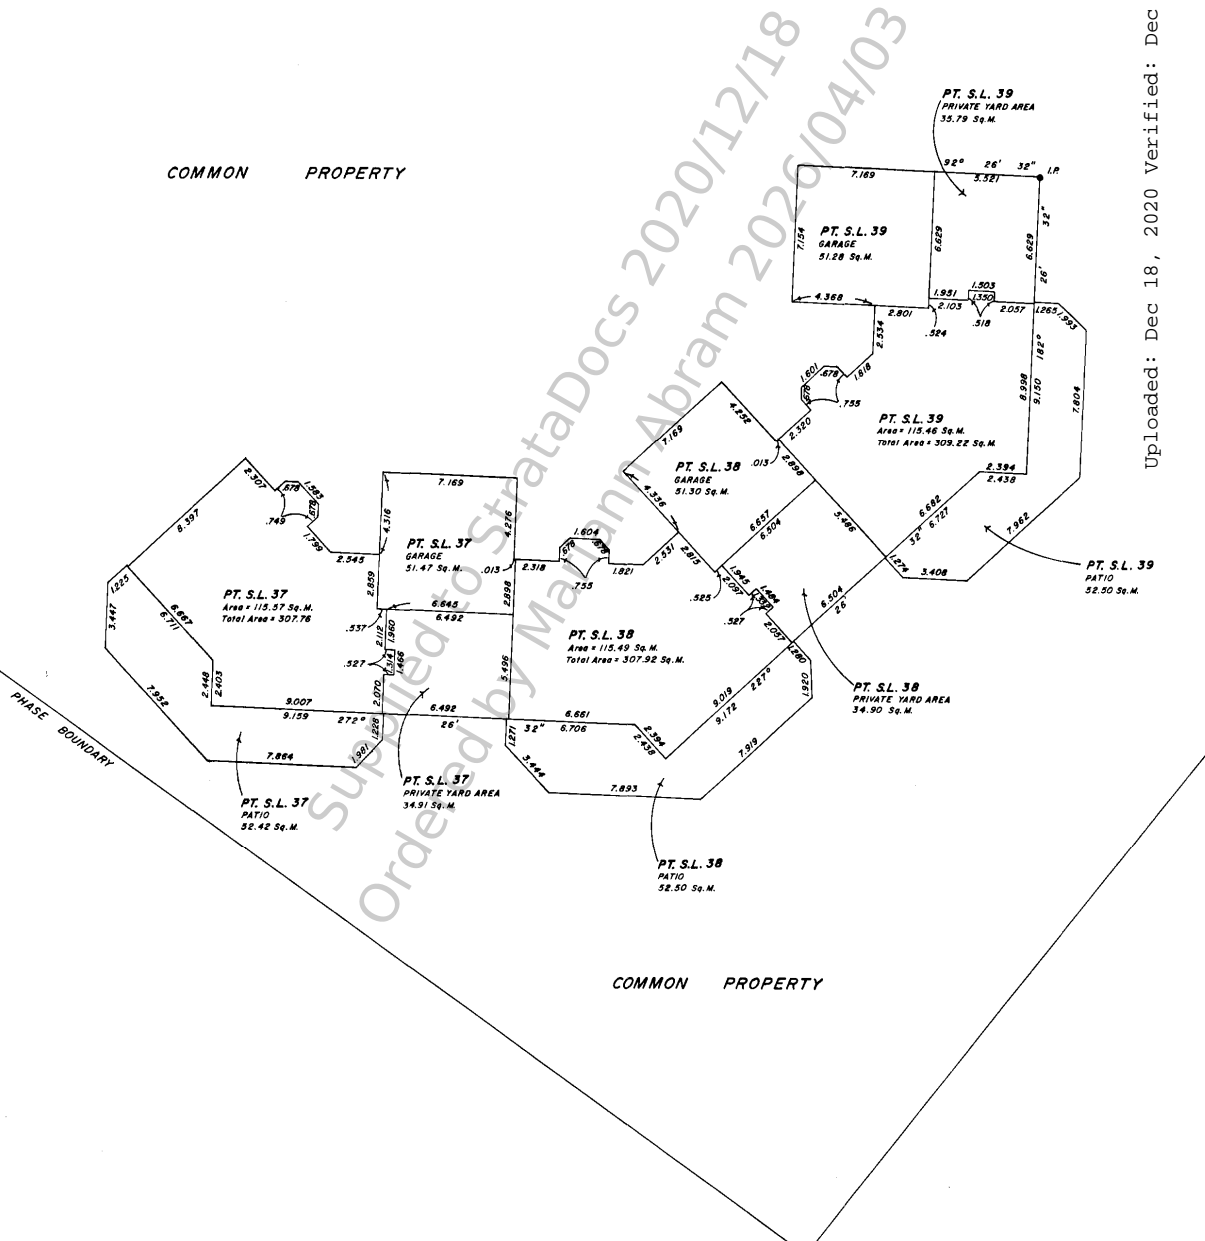 Uploaded: Dec 18, 2020 Verified: Dec
Supplied to StrataDocs 2020/12/18
Ordered by Mariann Abram 2026/04/03
COMMON PROPERTY
PT. S.L. 39
PRIVATE YARD AREA
35.79 Sq.M.
92° 26' 32"
5.521
I.P.
7.169
7.154
PT. S.L. 39
GARAGE
51.28 Sq.M.
6.629
6.629
32"
26'
4.368
2.801
1.951
2.103
1.503
1.350
.518
.524
2.057
1.265
1.993
182°
8.998
9.150
7.804
2.534
1.818
1.601
.678
.678
.755
2.320
PT. S.L. 39
Area = 115.46 Sq.M.
Total Area = 309.22 Sq.M.
2.394
2.438
6.682
6.727
32"
7.962
3.408
1.274
PT. S.L. 39
PATIO
52.50 Sq.M.
4.252
7.169
.013
2.898
5.486
PT. S.L. 38
GARAGE
51.30 Sq.M.
4.336
6.657
6.504
2.815
2.531
1.945
2.097
.525
1.484
.527
2.057
6.504
26'
1.280
1.920
PT. S.L. 38
PRIVATE YARD AREA
34.90 Sq.M.
2.307
.678
1.583
.678
.749
1.799
8.397
2.545
7.169
4.316
4.276
PT. S.L. 37
GARAGE
51.47 Sq.M.
.013
2.318
1.604
.678
.678
.755
1.821
2.859
2.898
6.645
6.492
.537
2.112
1.960
.527
1.314
1.466
2.070
PT. S.L. 37
Area = 115.57 Sq.M.
Total Area = 307.76
1.225
3.447
6.667
6.711
2.448
2.403
7.952
9.007
9.159
272°
1.228
1.981
7.864
6.492
26'
5.496
PT. S.L. 38
Area = 115.49 Sq.M.
Total Area = 307.92 Sq.M.
9.019
9.172
227°
6.661
6.706
32"
1.271
3.444
2.394
2.438
7.893
7.919
PHASE BOUNDARY
PT. S.L. 37
PATIO
52.42 Sq.M.
PT. S.L. 37
PRIVATE YARD AREA
34.91 Sq.M.
PT. S.L. 38
PATIO
52.50 Sq.M.
COMMON PROPERTY